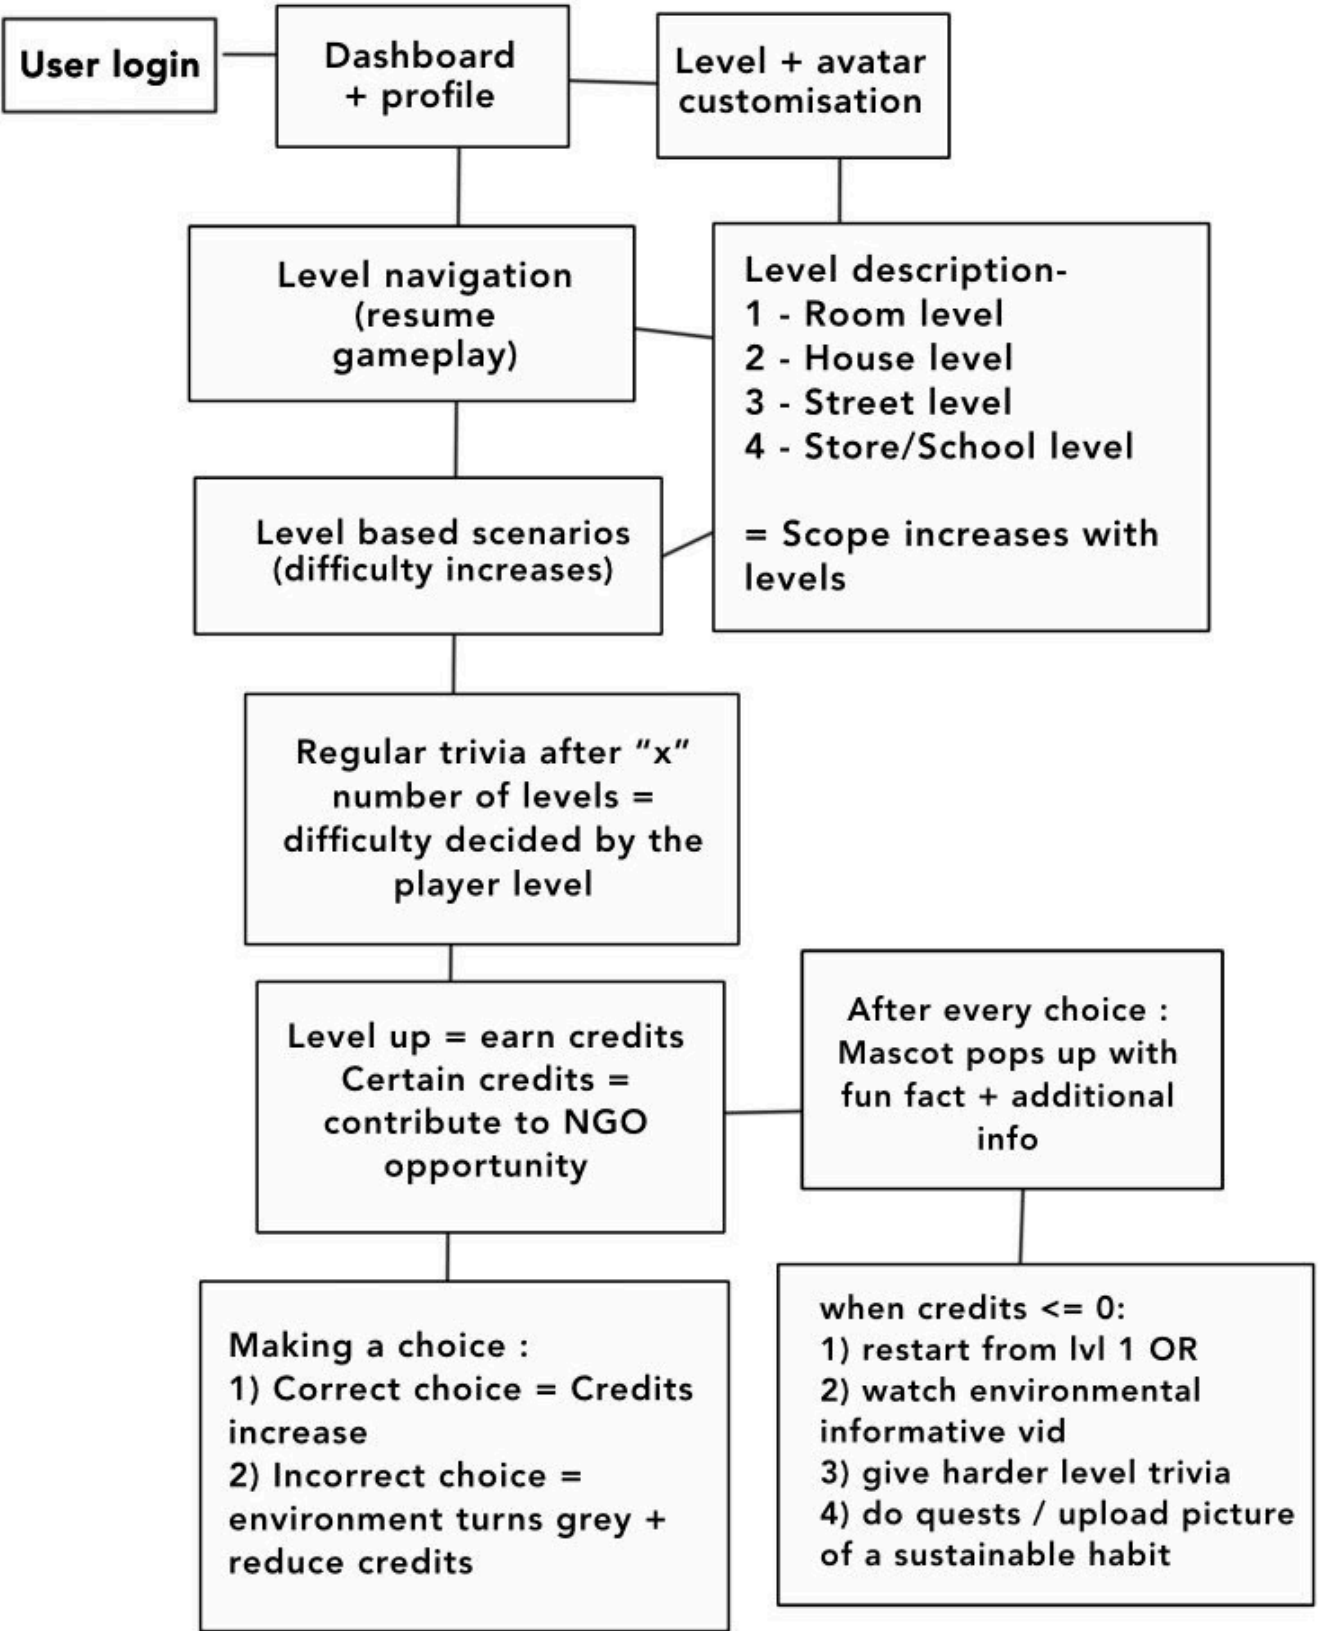 User login
Dashboard
+ profile
Level + avatar
customisation
Level navigation
(resume
gameplay)
Level description-
1 - Room level
2 - House level
3 - Street level
4 - Store/School level
= Scope increases with
levels
Level based scenarios
(difficulty increases)
Regular trivia after “x”
number of levels =
difficulty decided by the
player level
Level up = earn credits
Certain credits =
contribute to NGO
opportunity
After every choice :
Mascot pops up with
fun fact + additional
info
Making a choice :
1) Correct choice = Credits
increase
2) Incorrect choice =
environment turns grey +
reduce credits
when credits <= 0:
1) restart from lvl 1 OR
2) watch environmental
informative vid
3) give harder level trivia
4) do quests / upload picture
of a sustainable habit